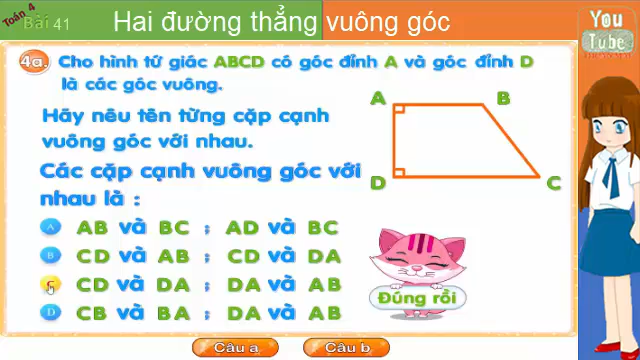 Toán 4
Bài 41
Hai đường thẳng vuông góc
You
Tube
4a. Cho hình tứ giác ABCD có góc đỉnh A và góc đỉnh D
là các góc vuông.
Hãy nêu tên từng cặp cạnh
vuông góc với nhau.
Các cặp cạnh vuông góc với
nhau là :
A AB và BC ; AD và BC
B CD và AB ; CD và DA
C CD và DA ; DA và AB
D CB và BA ; DA và AB
A B
D C
Đúng rồi
Câu a Câu b